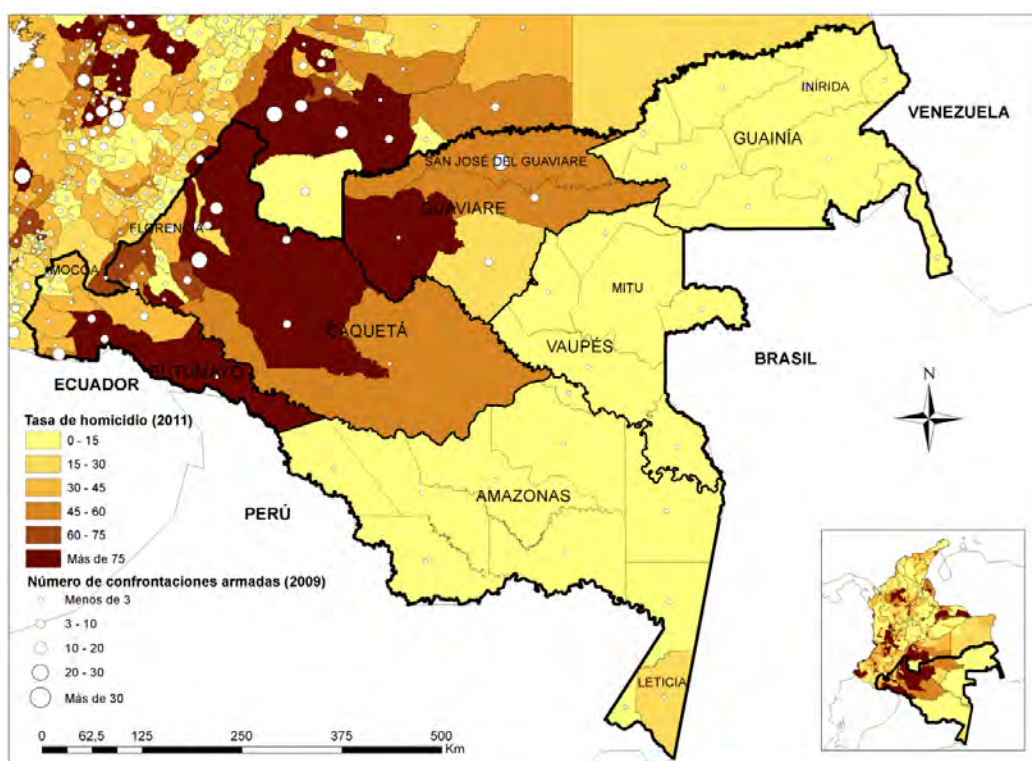 INÍRIDA
VENEZUELA
GUAINÍA
SAN JOSÉ DEL GUAVIARE
GUAVIARE
FLORENCIA
MOCOA
MITU
CAQUETÁ
VAUPÉS
BRASIL
N
PUTUMAYO
ECUADOR
AMAZONAS
PERÚ
LETICIA
Tasa de homicidio (2011)
0 - 15
15 - 30
30 - 45
45 - 60
60 - 75
Más de 75
Número de confrontaciones armadas (2009)
Menos de 3
3 - 10
10 - 20
20 - 30
Más de 30
0 62,5 125 250 375 500
Km